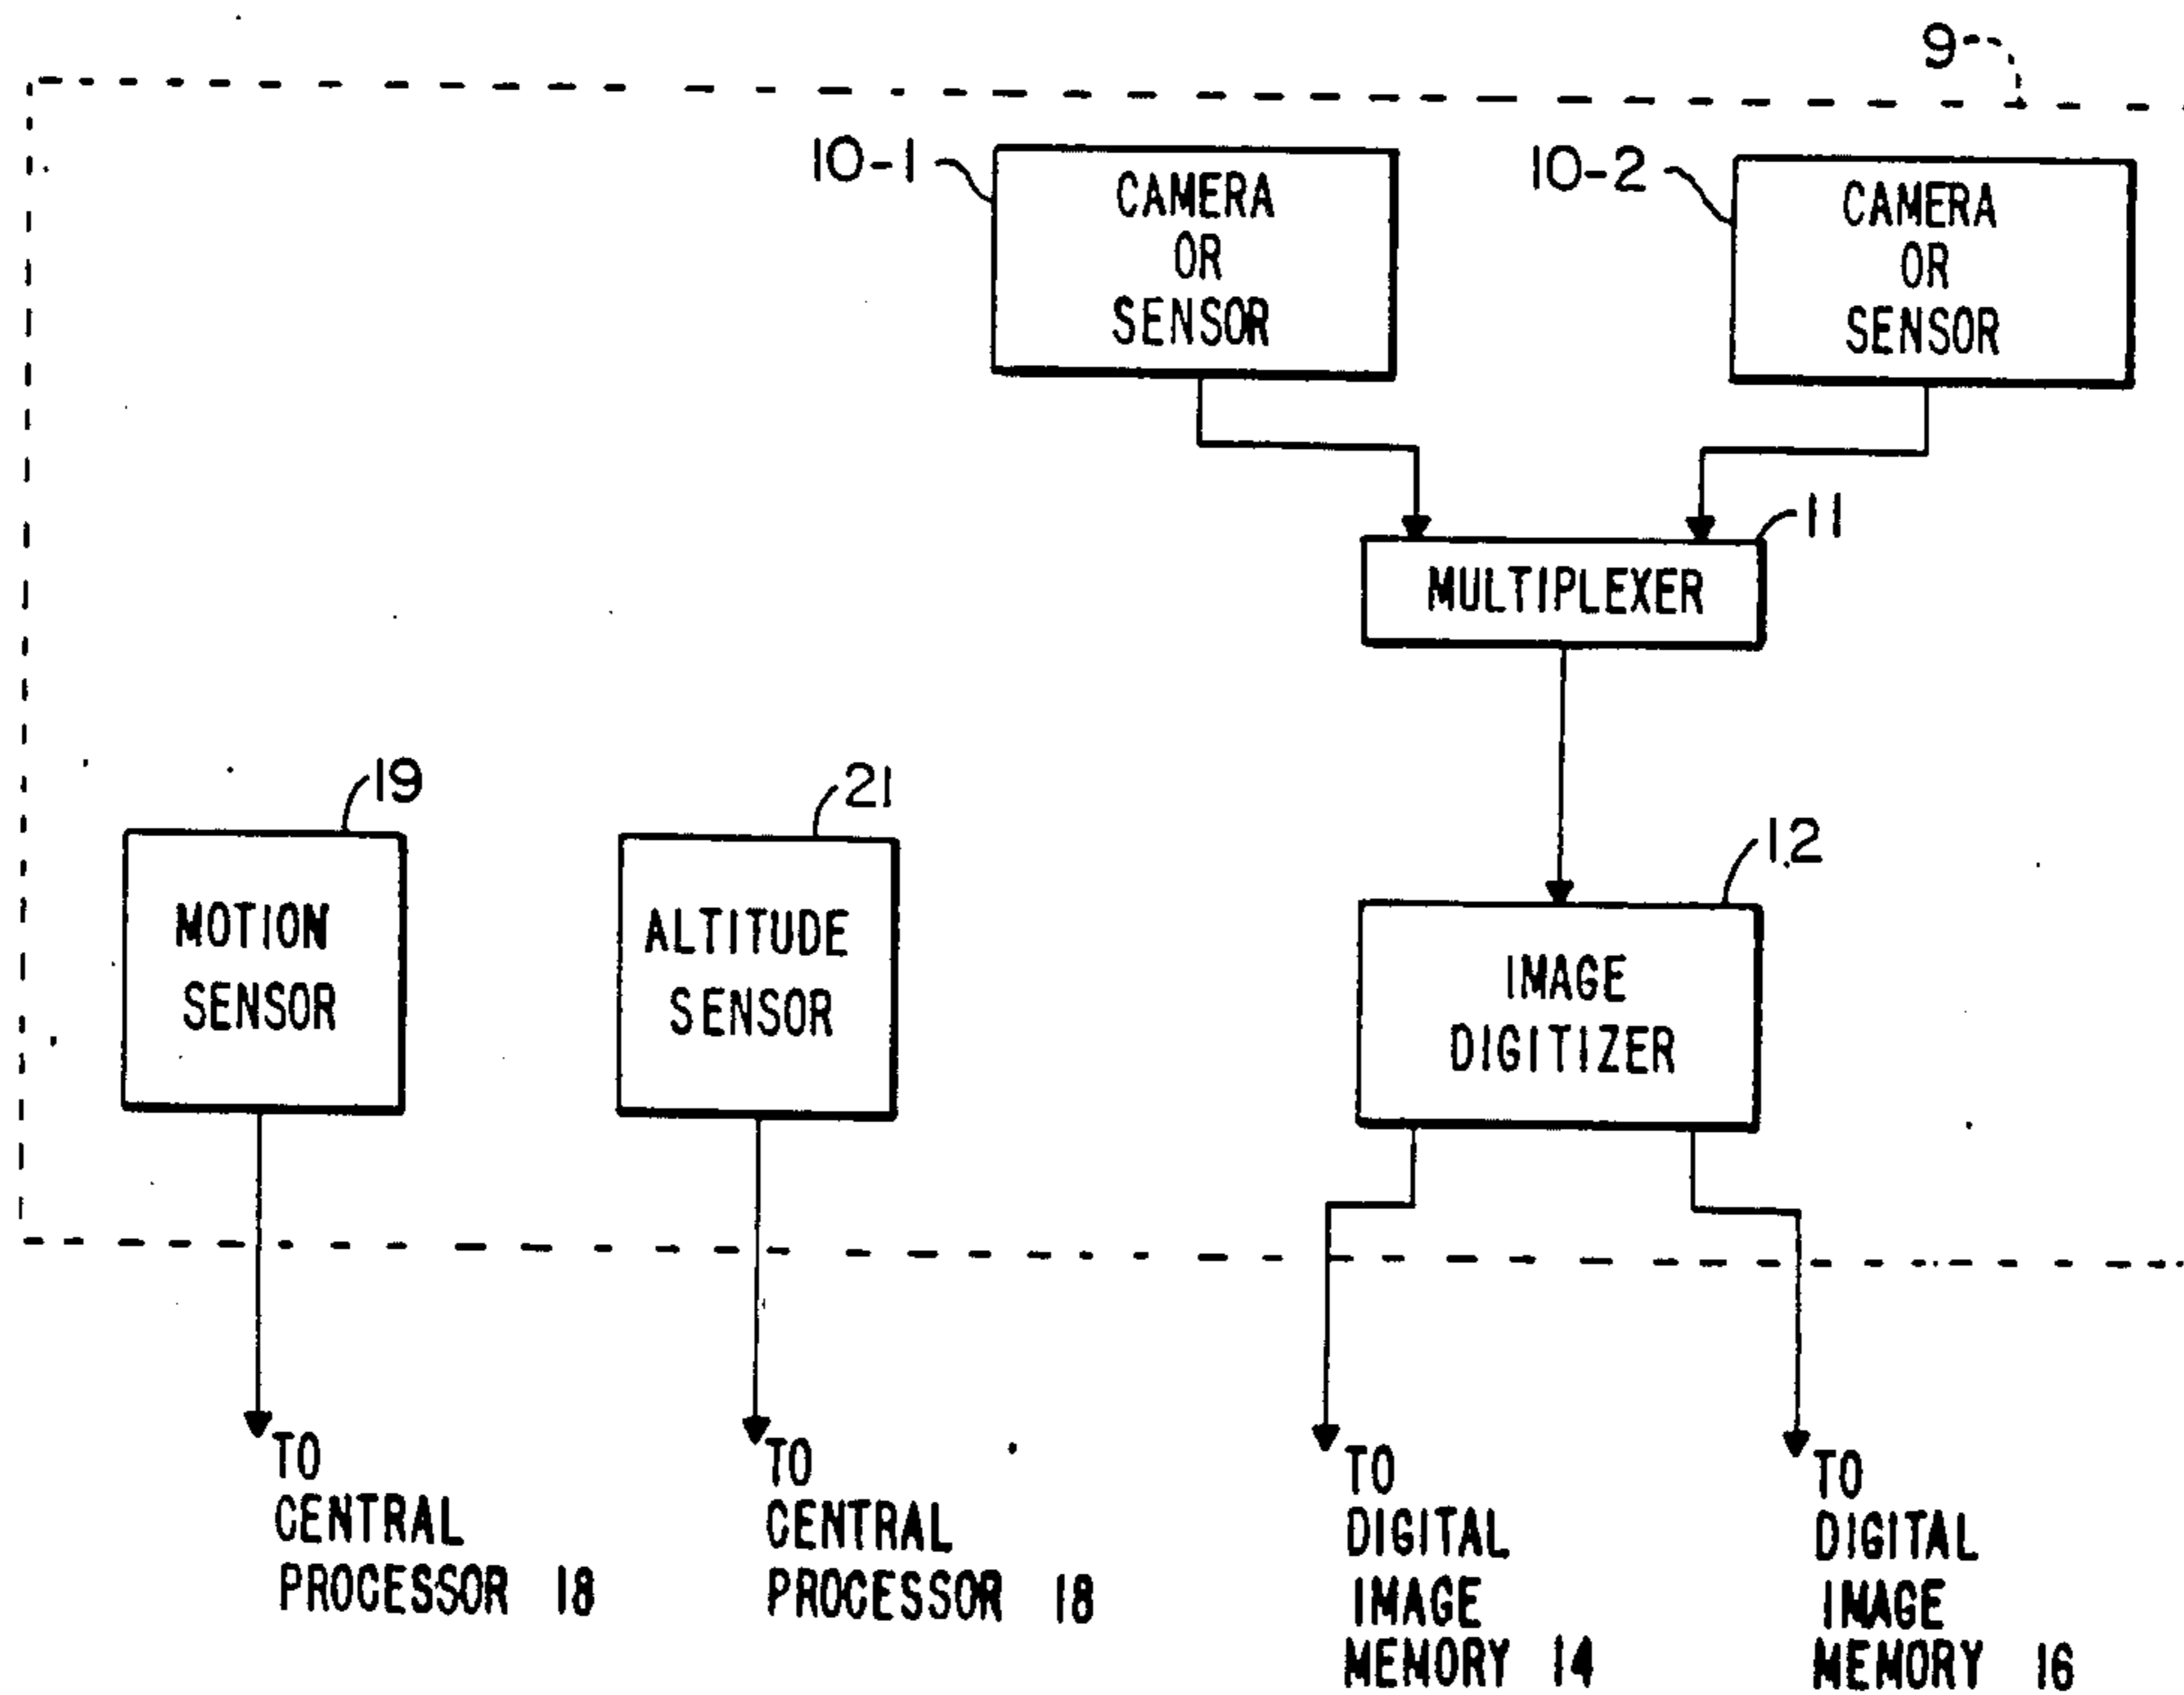 9
10-1
CAMERA
OR
SENSOR
10-2
CAMERA
OR
SENSOR
11
MULTIPLEXER
19
MOTION
SENSOR
21
ALTITUDE
SENSOR
12
IMAGE
DIGITIZER
TO
CENTRAL
PROCESSOR 18
TO
CENTRAL
PROCESSOR 18
TO
DIGITAL
IMAGE
MEMORY 14
TO
DIGITAL
IMAGE
MEMORY 16